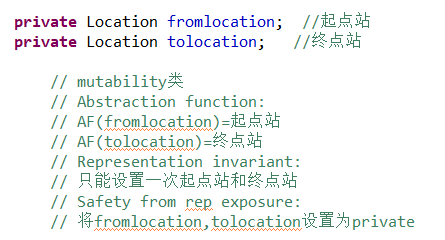 private Location fromlocation;  //起点站
private Location tolocation;   //终点站
// mutability类
// Abstraction function:
// AF(fromlocation)=起点站
// AF(tolocation)=终点站
// Representation invariant:
// 只能设置一次起点站和终点站
// Safety from rep exposure:
// 将fromlocation,tolocation设置为private